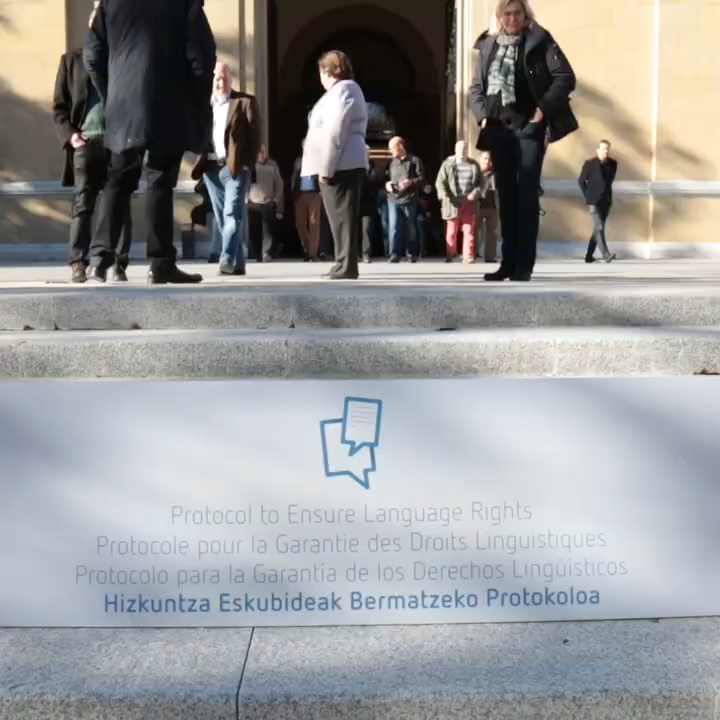 Protocol to Ensure Language Rights
Protocole pour la Garantie des Droits Linguistiques
Protocolo para la Garantía de los Derechos Lingüísticos
Hizkuntza Eskubideak Bermatzeko Protokoloa